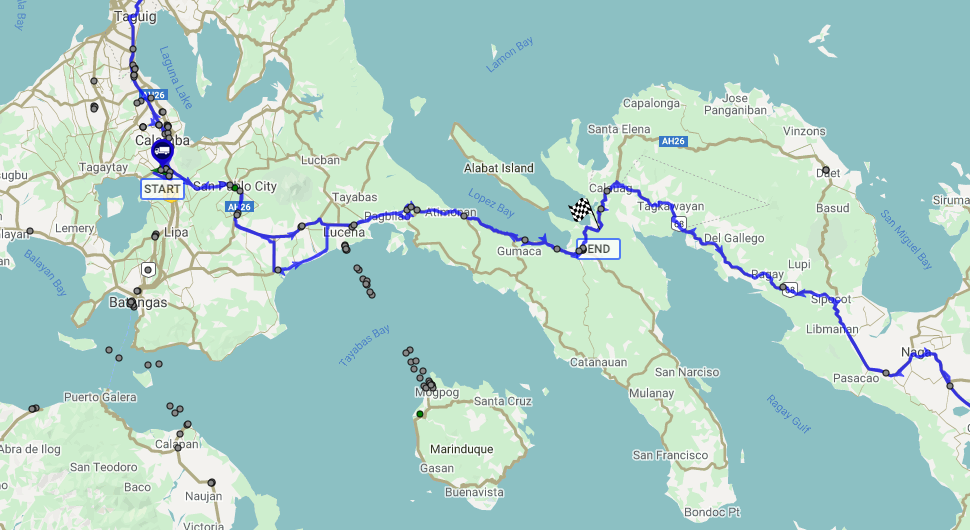 Taguig
Laguna Lake
AH26
Calamba
Tagaytay
START
San Pablo City
AH26
Lucban
Tayabas
Lemery
Lipa
Balayan Bay
Batangas
Lucena
Pagbilao
Atimonan
Lopez Bay
Alabat Island
Lamon Bay
Gumaca
END
Calauag
Tagkawayan
68
Santa Elena
Capalonga
Jose
Panganiban
AH26
Vinzons
Daet
Basud
San Miguel Bay
Del Gallego
Lupi
Ragay
68
Sipocot
Libmanan
Naga
Pasacao
Ragay Gulf
Catanauan
San Narciso
Mulanay
San Francisco
Bondoc Pt
Tayabas Bay
Mogpog
Santa Cruz
Marinduque
Gasan
Buenavista
Puerto Galera
Abra de Ilog
Calapan
San Teodoro
Baco
Naujan
Victoria